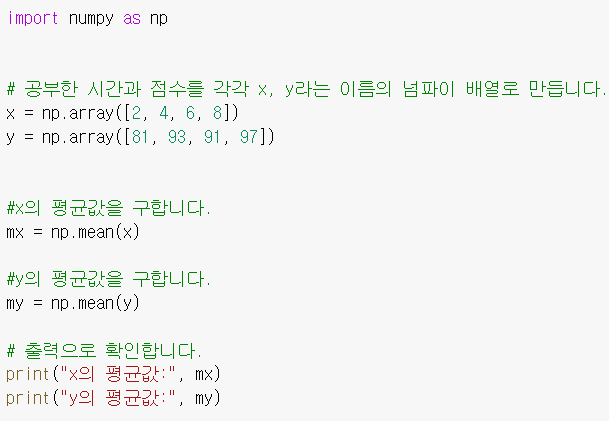 import numpy as np
# 공부한 시간과 점수를 각각 x, y라는 이름의 넘파이 배열로 만듭니다.
x = np.array([2, 4, 6, 8])
y = np.array([81, 93, 91, 97])
#x의 평균값을 구합니다.
mx = np.mean(x)
#y의 평균값을 구합니다.
my = np.mean(y)
# 출력으로 확인합니다.
print("x의 평균값:", mx)
print("y의 평균값:", my)